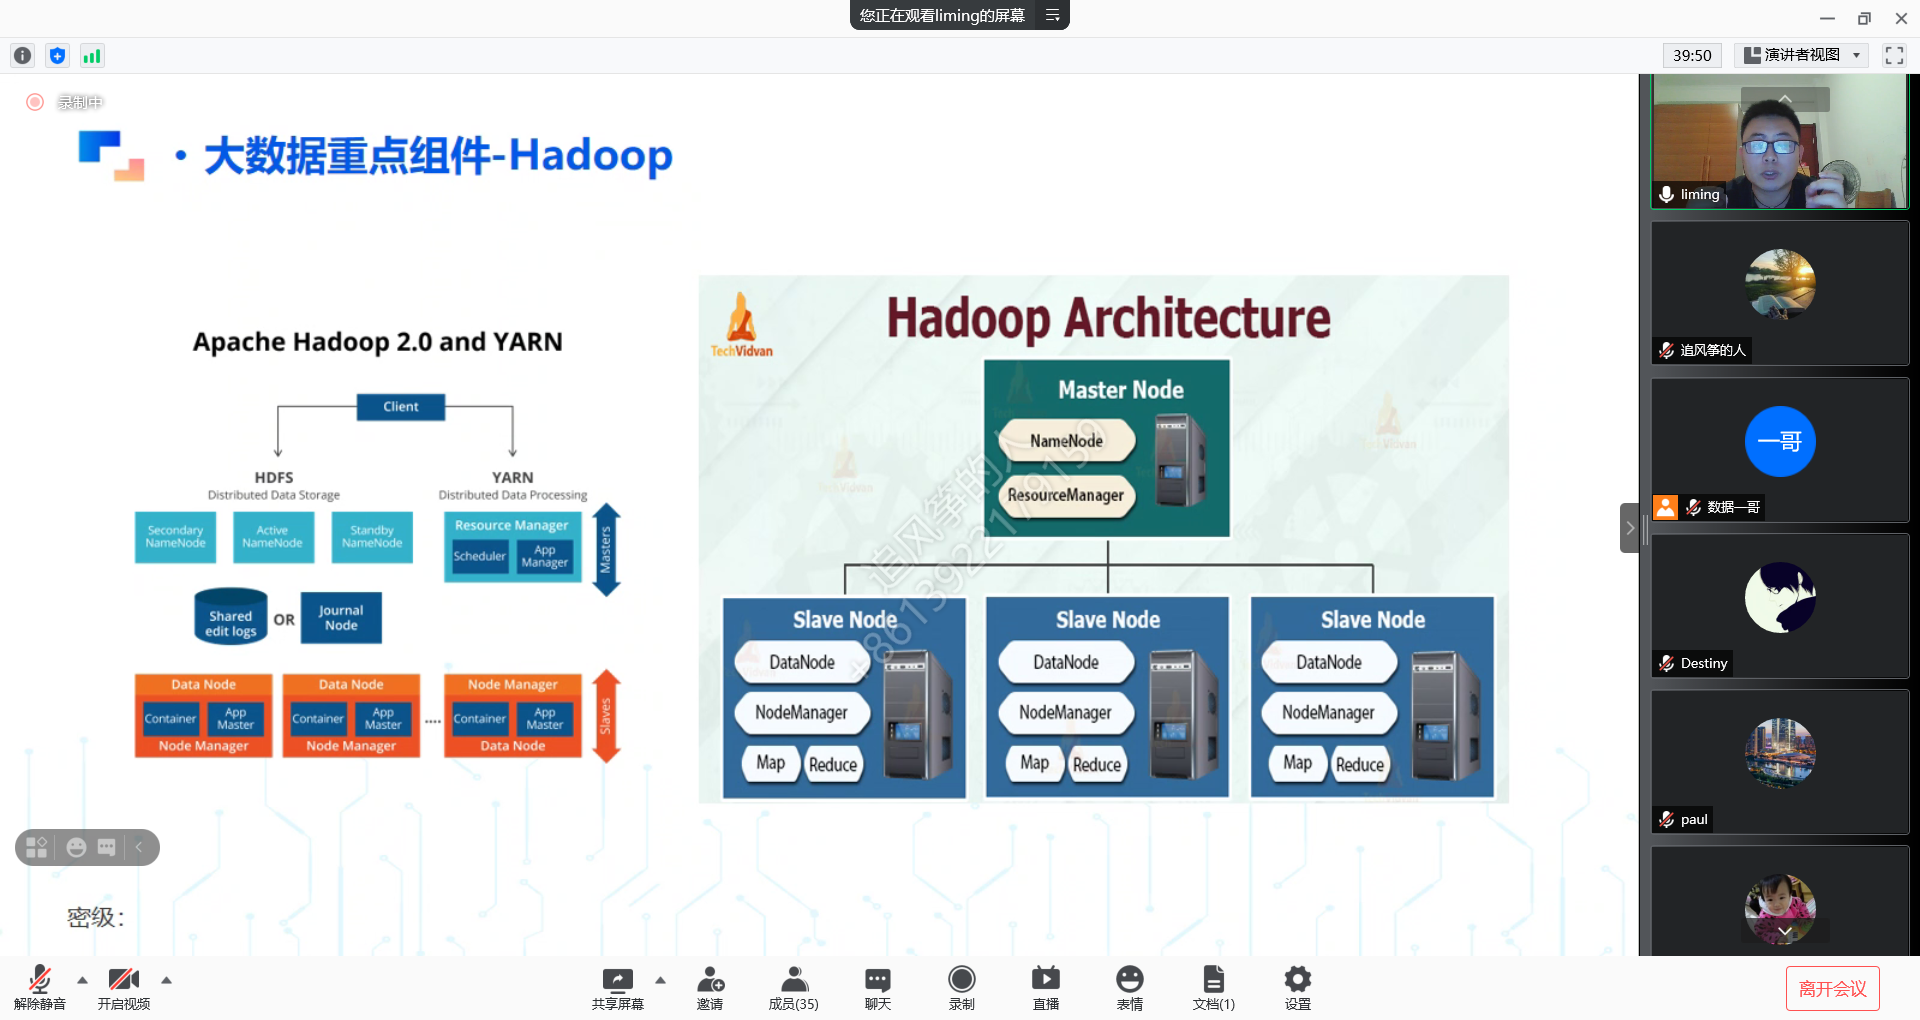 您正在观看liming的屏幕
39:50
演讲者视图
录制中
• 大数据重点组件-Hadoop
Apache Hadoop 2.0 and YARN
Client
HDFS
Distributed Data Storage
YARN
Distributed Data Processing
Secondary
NameNode
Active
NameNode
Standby
NameNode
Resource Manager
Scheduler
App
Manager
Masters
Shared
edit logs
OR
Journal
Node
Data Node
Container
App
Master
Node Manager
Data Node
Container
App
Master
Node Manager
....
Node Manager
Container
App
Master
Data Node
Slaves
TechVidvan
Hadoop Architecture
Master Node
NameNode
ResourceManager
Slave Node
DataNode
NodeManager
Map
Reduce
Slave Node
DataNode
NodeManager
Map
Reduce
Slave Node
DataNode
NodeManager
Map
Reduce
追风筝的人
+8613922179159
密级：
liming
追风筝的人
一哥
数据一哥
Destiny
paul
解除静音
开启视频
共享屏幕
邀请
成员(35)
聊天
录制
直播
表情
文档(1)
设置
离开会议